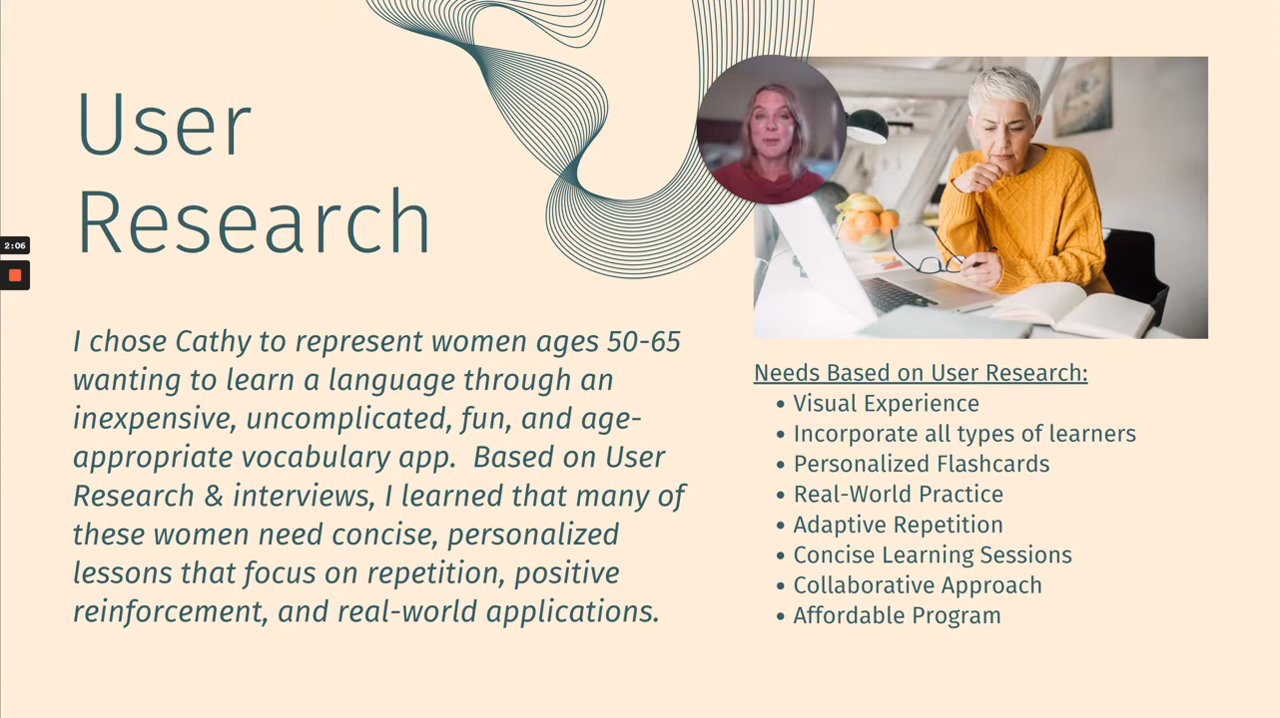 User
Research
2:06
I chose Cathy to represent women ages 50-65
wanting to learn a language through an
inexpensive, uncomplicated, fun, and age-
appropriate vocabulary app.  Based on User
Research & interviews, I learned that many of
these women need concise, personalized
lessons that focus on repetition, positive
reinforcement, and real-world applications.
Needs Based on User Research:
• Visual Experience
• Incorporate all types of learners
• Personalized Flashcards
• Real-World Practice
• Adaptive Repetition
• Concise Learning Sessions
• Collaborative Approach
• Affordable Program